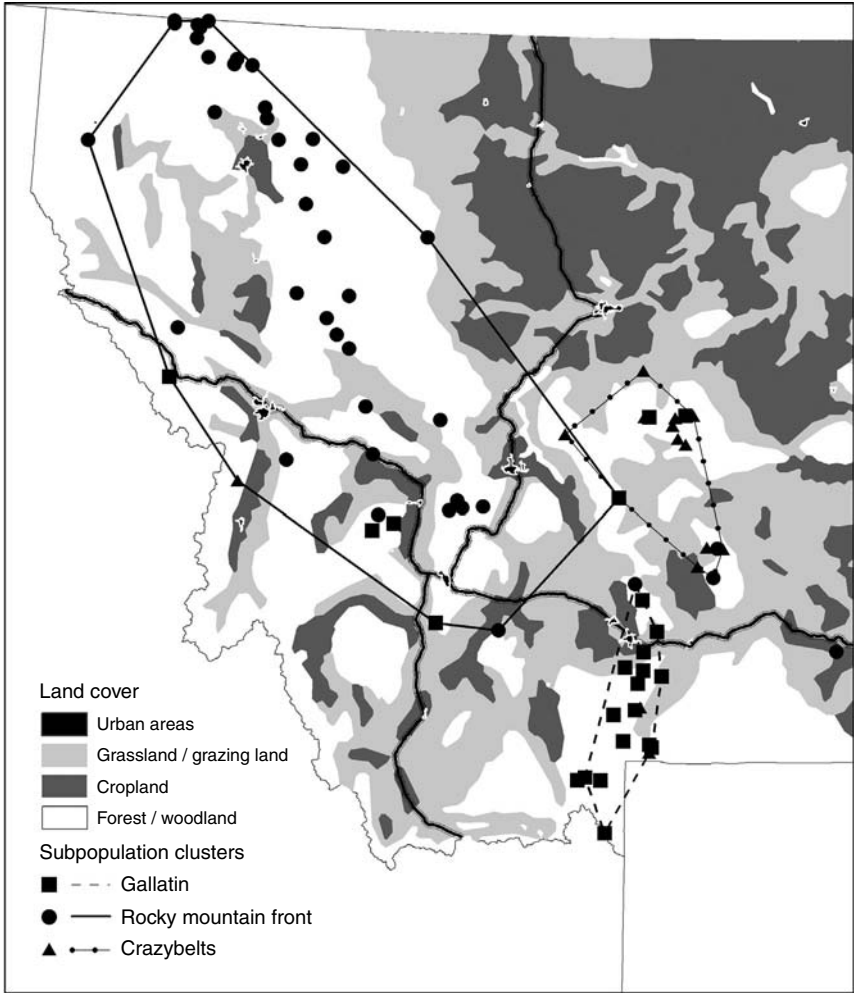 Land cover
Urban areas
Grassland / grazing land
Cropland
Forest / woodland
Subpopulation clusters
Gallatin
Rocky mountain front
Crazybelts